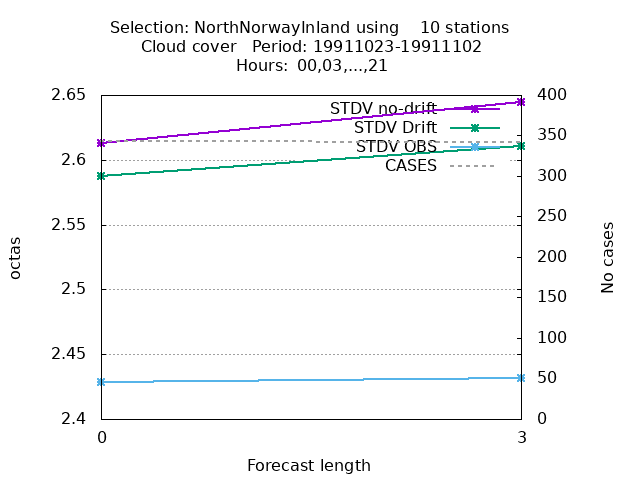 Selection: NorthNorwayInland using    10 stations
Cloud cover   Period: 19911023-19911102
Hours:  00,03,...,21
2.65
2.6
2.55
2.5
2.45
2.4
octas
STDV no-drift
STDV Drift
STDV OBS
CASES
400
350
300
250
200
150
100
50
0
No cases
0
3
Forecast length